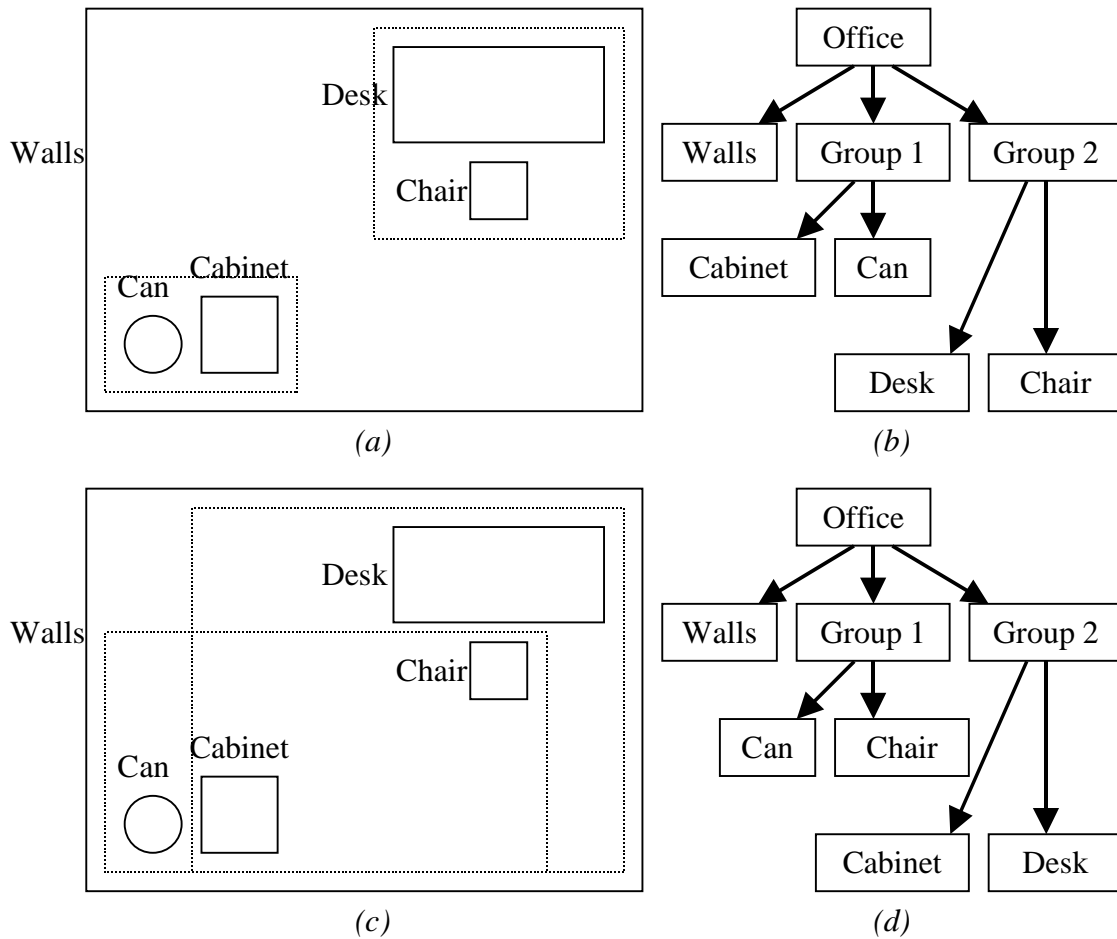 Desk
Walls
Chair
Cabinet
Can
(a)
Office
Walls
Group 1
Group 2
Cabinet
Can
Desk
Chair
(b)
Desk
Walls
Chair
Cabinet
Can
(c)
Office
Walls
Group 1
Group 2
Can
Chair
Cabinet
Desk
(d)